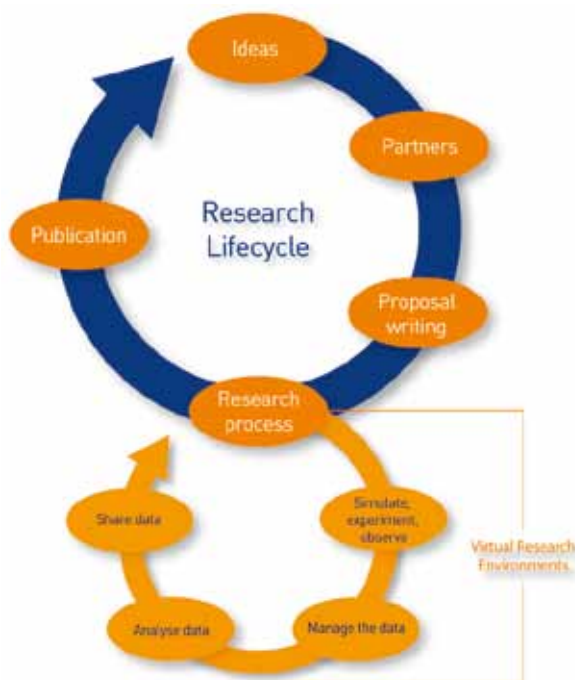 Ideas
Partners
Research
Lifecycle
Publication
Proposal
writing
Research
process
Share data
Simulate,
experiment,
observe
Virtual Research
Environments
Analyse data
Manage the data